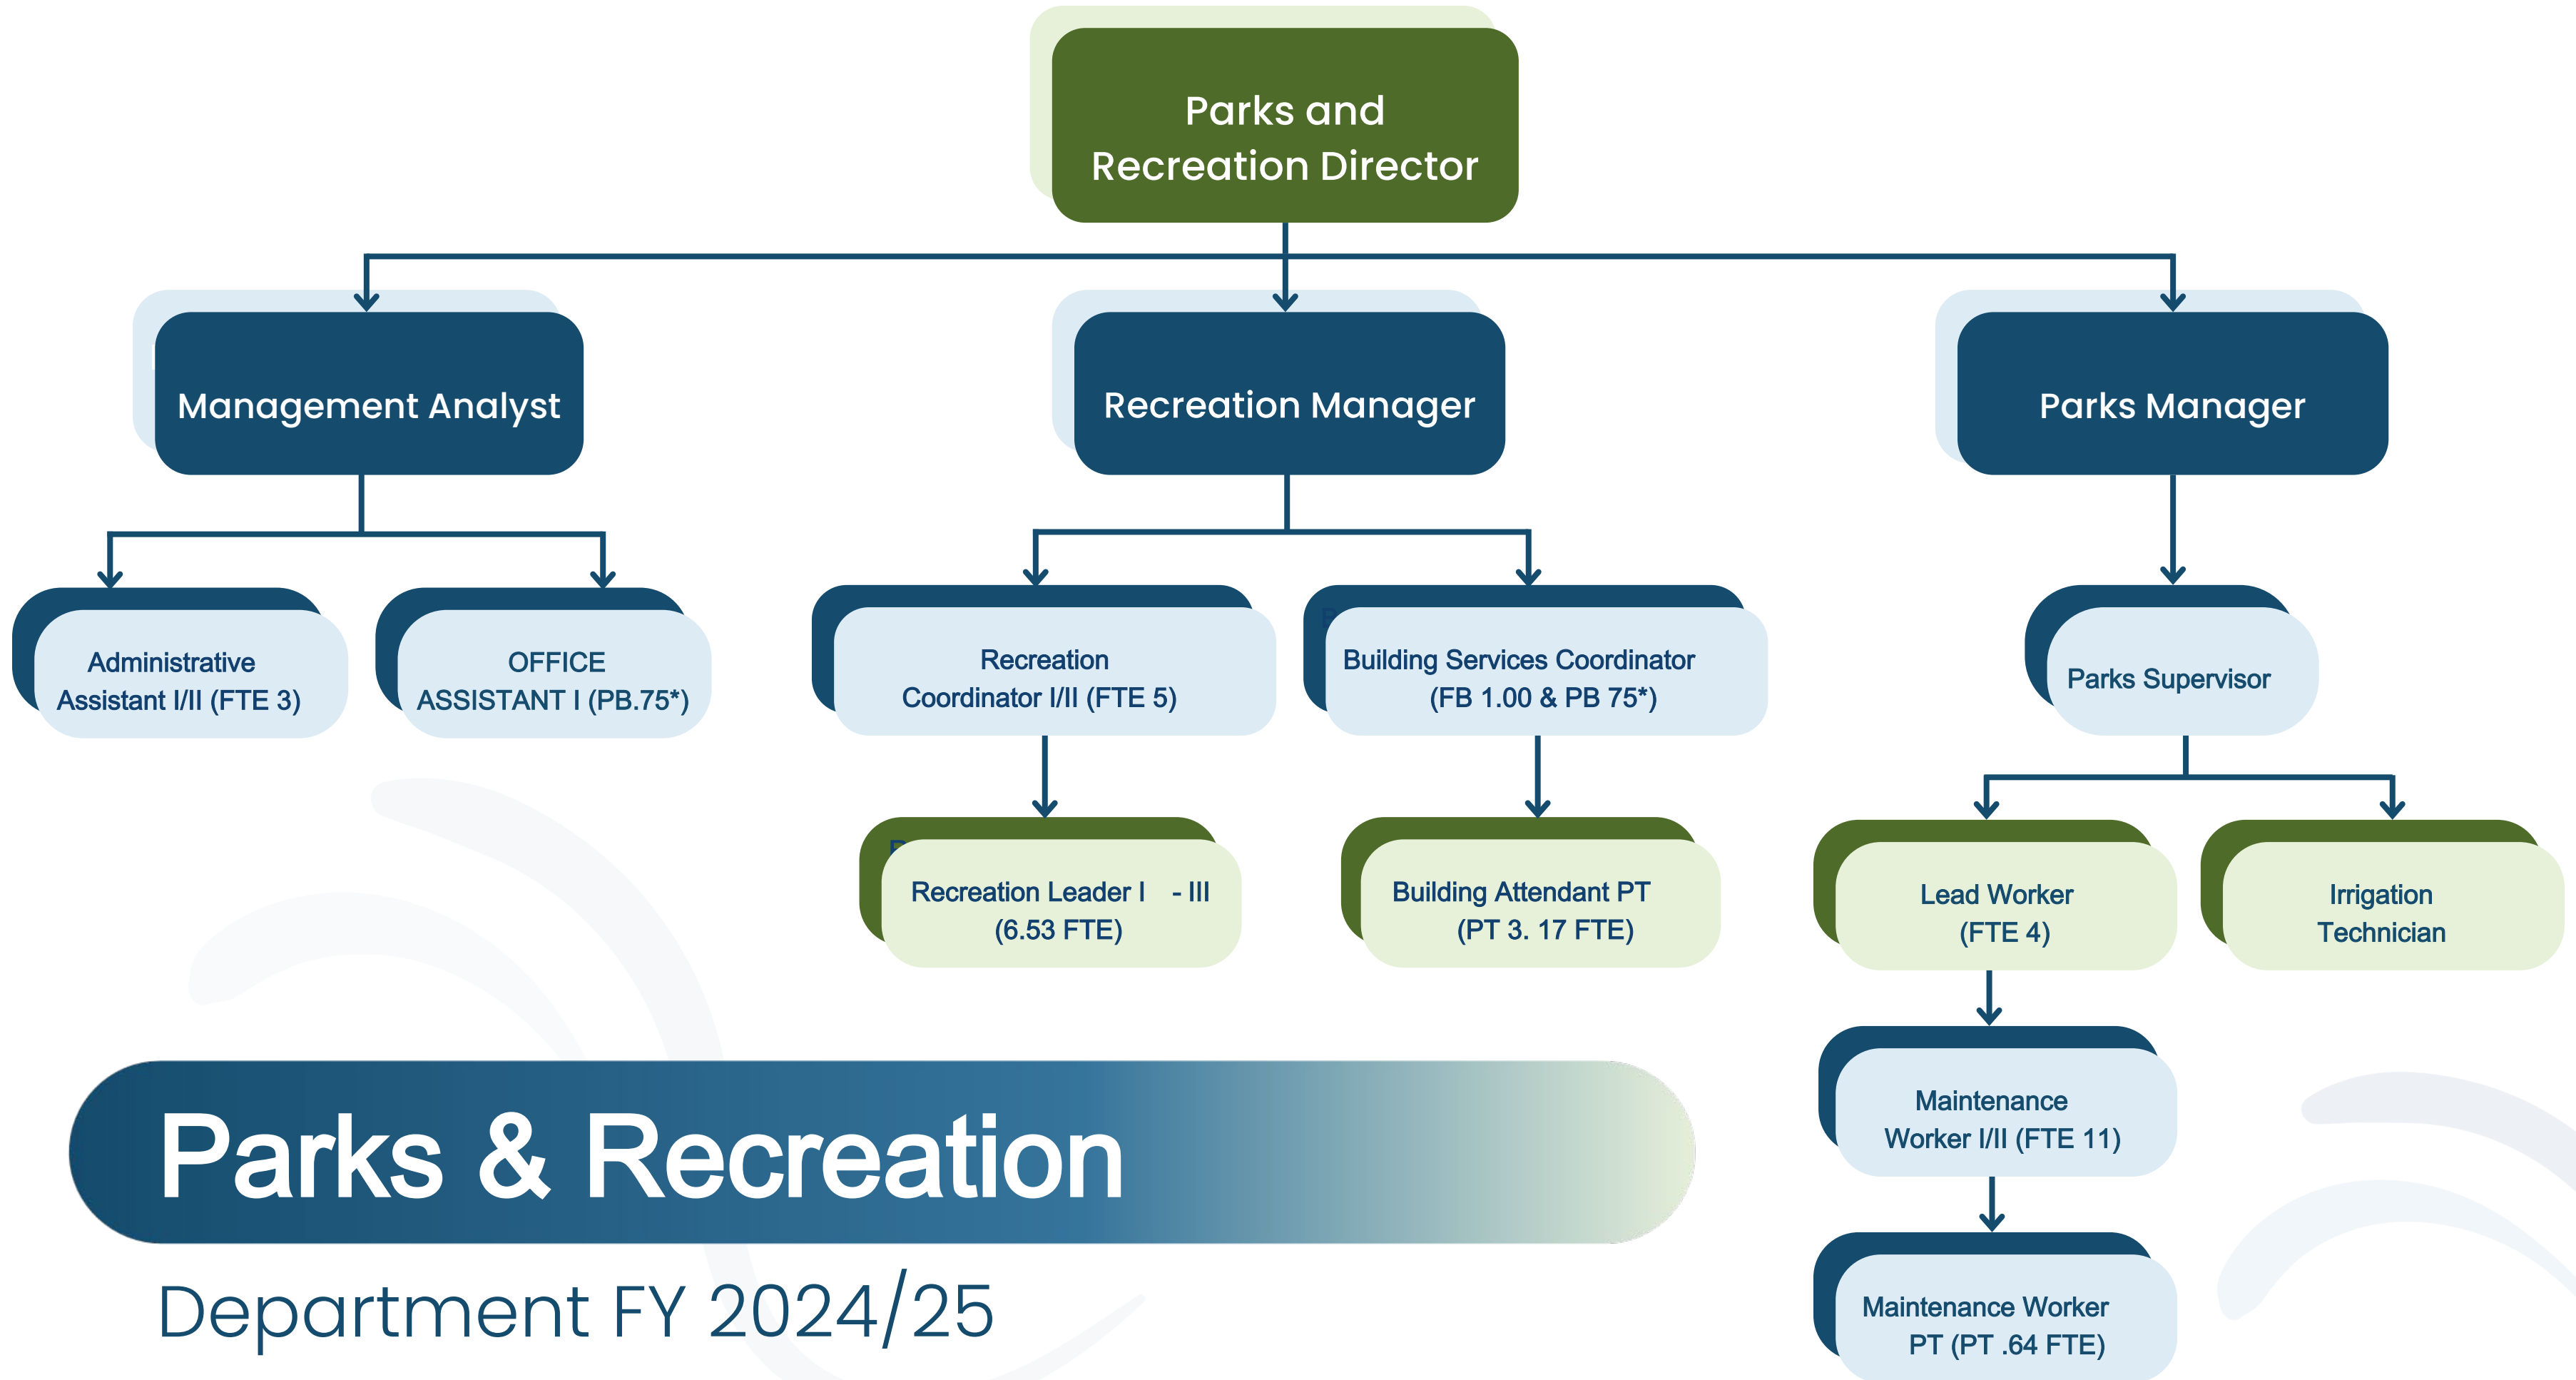 Parks and
Recreation Director
Management Analyst
Recreation Manager
Parks Manager
Administrative
Assistant I/II (FTE 3)
OFFICE
ASSISTANT I (PB.75*)
Recreation
Coordinator I/II (FTE 5)
Building Services Coordinator
(FB 1.00 & PB 75*)
Parks Supervisor
Recreation Leader I - III
(6.53 FTE)
Building Attendant PT
(PT 3. 17 FTE)
Lead Worker
(FTE 4)
Irrigation
Technician
Maintenance
Worker I/II (FTE 11)
Maintenance Worker
PT (PT .64 FTE)
Parks & Recreation
Department FY 2024/25